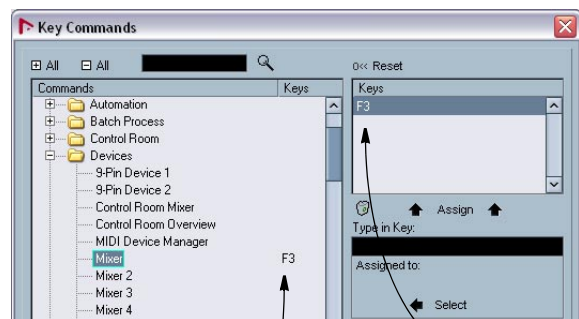 Key Commands
All All
0<< Reset
Commands Keys
Automation
Batch Process
Control Room
Devices
9-Pin Device 1
9-Pin Device 2
Control Room Mixer
Control Room Overview
MIDI Device Manager
Mixer F3
Mixer 2
Mixer 3
Mixer 4
Keys
F3
Assign
Type in Key:
Assigned to:
Select